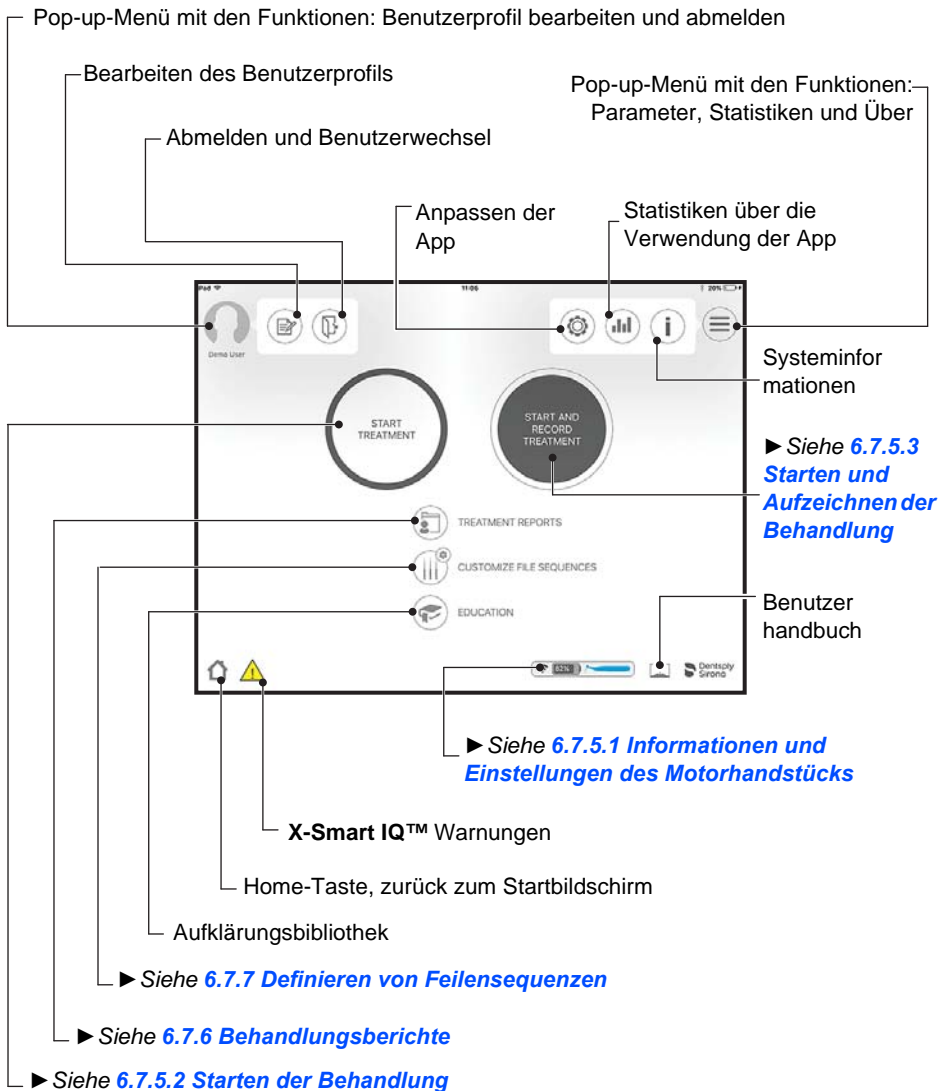 Pop-up-Menü mit den Funktionen: Benutzerprofil bearbeiten und abmelden
Bearbeiten des Benutzerprofils
Pop-up-Menü mit den Funktionen:
Parameter, Statistiken und Über
Abmelden und Benutzerwechsel
Anpassen der
App
Statistiken über die
Verwendung der App
iPad
11:06
20%
Demo User
Systeminfor
mationen
START
TREATMENT
START AND
RECORD
TREATMENT
►Siehe 6.7.5.3
Starten und
Aufzeichnen der
Behandlung
TREATMENT REPORTS
CUSTOMIZE FILE SEQUENCES
EDUCATION
Benutzer
handbuch
82%
Dentsply
Sirona
►Siehe 6.7.5.1 Informationen und
Einstellungen des Motorhandstücks
X-Smart IQ™ Warnungen
Home-Taste, zurück zum Startbildschirm
Aufklärungsbibliothek
►Siehe 6.7.7 Definieren von Feilensequenzen
►Siehe 6.7.6 Behandlungsberichte
►Siehe 6.7.5.2 Starten der Behandlung